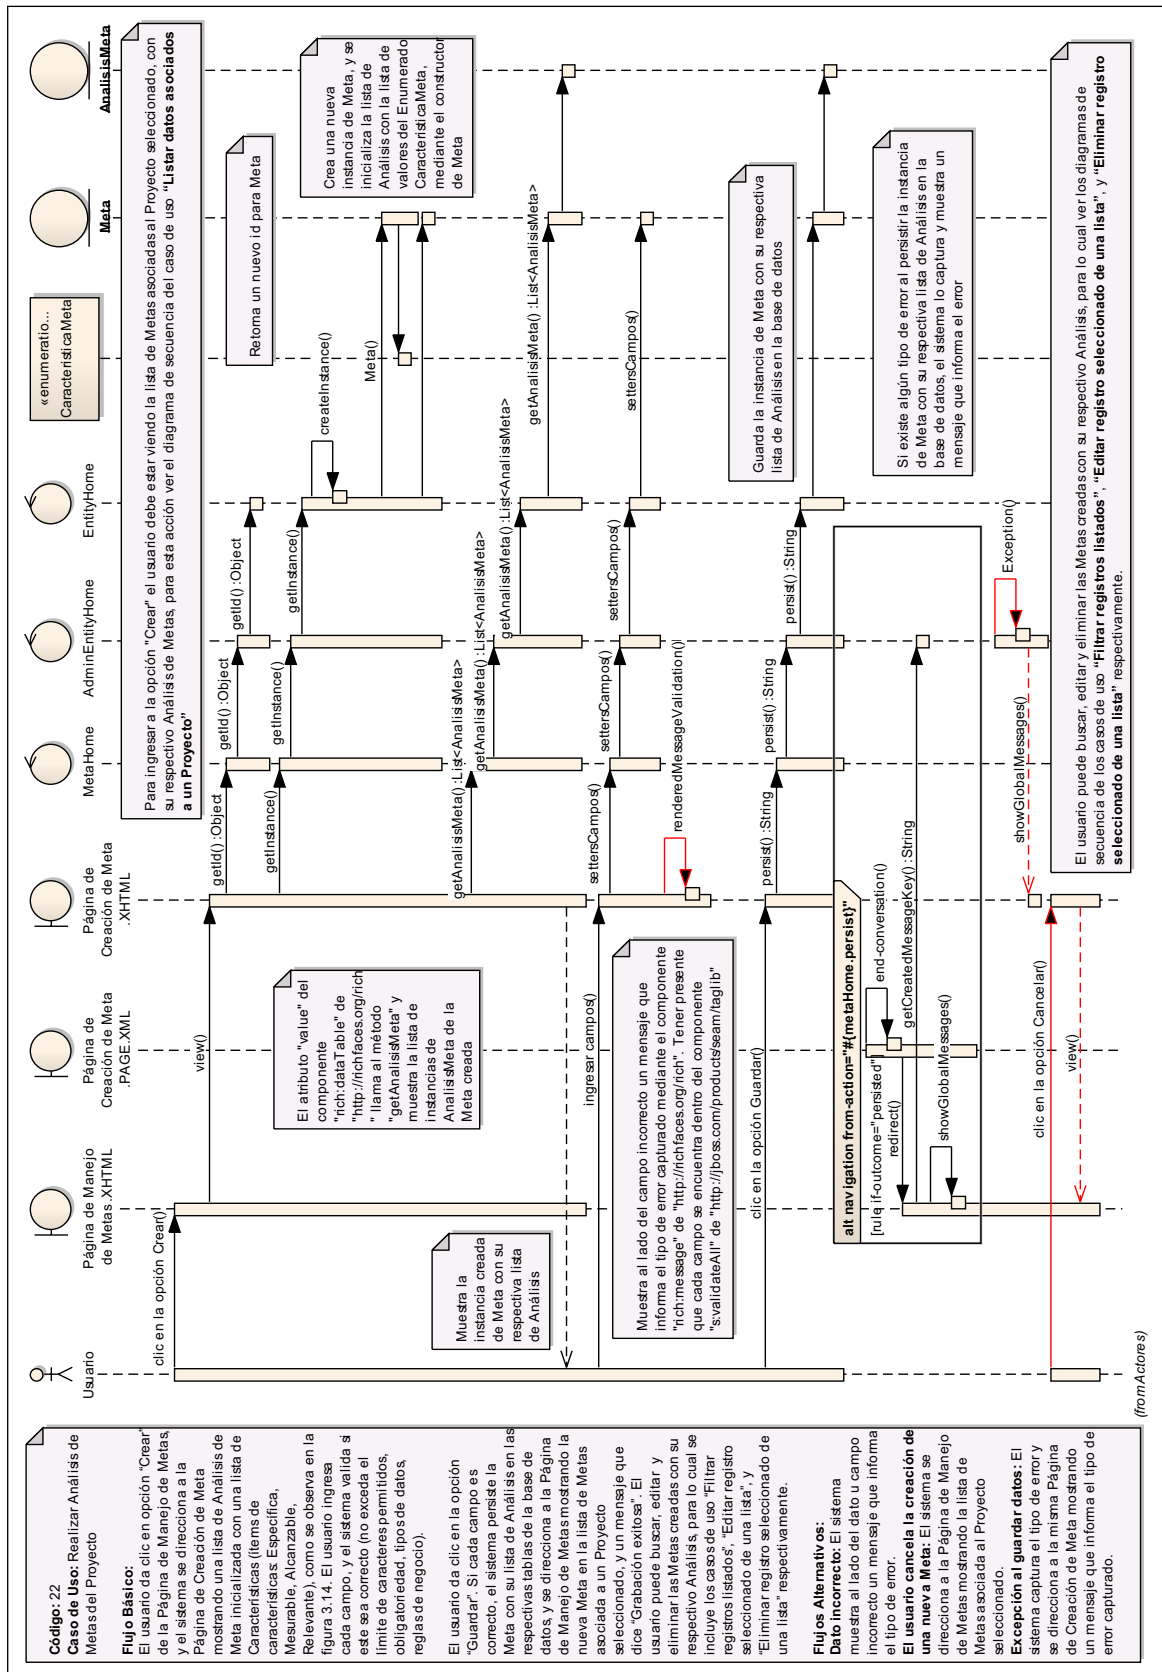 Código: 22
Caso de Uso: Realizar Análisis de
Metas del Proyecto
Flujo Básico:
El usuario da clic en opción "Crear"
de la Página de Manejo de Metas,
y el sistema se direcciona a la
Página de Creación de Meta
mostrando una lista de Análisis de
Meta inicializada con una lista de
Características (Ítems de
características: Específica,
Mesurable, Alcanzable,
Relevante), como se observa en la
figura 3.14. El usuario ingresa
cada campo, y el sistema valida si
este sea correcto (no exceda el
límite de caracteres permitidos,
obligatoriedad, tipos de datos,
reglas de negocio).
El usuario da clic en la opción
"Guardar". Si cada campo es
correcto, el sistema persiste la
Meta con su lista de Análisis en las
respectivas tablas de la base de
datos, y se direcciona a la Página
de Manejo de Metas mostrando la
nueva Meta en la lista de Metas
asociada a un Proyecto
seleccionado, y un mensaje que
dice "Grabación exitosa". El
usuario puede buscar, editar y
eliminar las Metas creadas con su
respectivo Análisis, para lo cual se
incluye los casos de uso "Filtrar
registros listados", "Editar registro
seleccionado de una lista", y
"Eliminar registro seleccionado de
una lista" respectivamente.
Flujos Alternativos:
Dato incorrecto: El sistema
muestra al lado del dato u campo
incorrecto un mensaje que informa
el tipo de error.
El usuario cancela la creación de
una nueva Meta: El sistema se
direcciona a la Página de Manejo
de Metas mostrando la lista de
Metas asociada al Proyecto
seleccionado.
Excepción al guardar datos: El
sistema captura el tipo de error y
se direcciona a la misma Página
de Creación de Meta mostrando
un mensaje que informa el tipo de
error capturado.
Usuario
(from Actores)
Página de Manejo
de Metas.XHTML
Página de
Creación de Meta
.PAGE.XML
Página de
Creación de Meta
.XHTML
MetaHome
AdminEntityHome
EntityHome
«enumeratio...
CaracteristicaMeta
Meta
AnalisisMeta
Para ingresar a la opción "Crear" el usuario debe estar viendo la lista de Metas asociadas al Proyecto seleccionado, con
su respectivo Análisis de Metas, para esta acción ver el diagrama de secuencia del caso de uso "Listar datos asociados
a un Proyecto"
clic en la opción Crear()
view()
getId() :Object
getId() :Object
getId() :Object
Retorna un nuevo id para Meta
getInstance()
getInstance()
getInstance()
createInstance()
Crea una nueva
instancia de Meta, y se
inicializa la lista de
Análisis con la lista de
valores del Enumerado
CaracteristicaMeta,
mediante el constructor
de Meta
Meta()
El atributo "value" del
componente
"rich:dataTable" de
"http://richfaces.org/rich
" llama al método
"getAnalisisMeta" y
muestra la lista de
instancias de
AnalisisMeta de la
Meta creada
getAnalisisMeta() :List<AnalisisMeta>
getAnalisisMeta() :List<AnalisisMeta>
getAnalisisMeta() :List<AnalisisMeta>
getAnalisisMeta() :List<AnalisisMeta>
Muestra la
instancia creada
de Meta con su
respectiva lista
de Análisis
ingresar campos()
settersCampos()
settersCampos()
settersCampos()
settersCampos()
renderedMessageValidation()
Muestra al lado del campo incorrecto un mensaje que
informa el tipo de error capturado mediante el componente
"rich:message" de "http://richfaces.org/rich". Tener presente
que cada campo se encuentra dentro del componente
"s:validateAll" de "http://jboss.com/products/seam/taglib"
clic en la opción Guardar()
persist() :String
persist() :String
persist() :String
Guarda la instancia de Meta con su respectiva
lista de Análisis en la base de datos
alt navigation from-action="#{metaHome.persist}"
[rule if-outcome="persisted"]
end-conversation()
redirect()
getCreatedMessageKey() :String
showGlobalMessages()
Si existe algún tipo de error al persistir la instancia
de Meta con su respectiva lista de Análisis en la
base de datos, el sistema lo captura y muestra un
mensaje que informa el error
Exception()
showGlobalMessages()
clic en la opción Cancelar()
view()
El usuario puede buscar, editar y eliminar las Metas creadas con su respectivo Análisis, para lo cual ver los diagramas de
secuencia de los casos de uso "Filtrar registros listados", "Editar registro seleccionado de una lista", y "Eliminar registro
seleccionado de una lista" respectivamente.